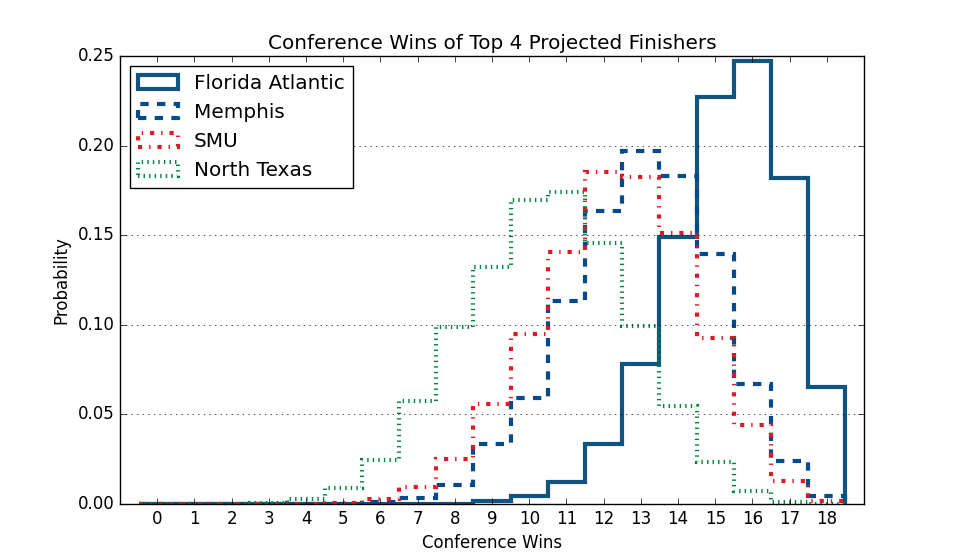 Conference Wins of Top 4 Projected Finishers
0.25
0.20
0.15
0.10
0.05
0.00
Probability
Florida Atlantic
Memphis
SMU
North Texas
0 1 2 3 4 5 6 7 8 9 10 11 12 13 14 15 16 17 18
Conference Wins